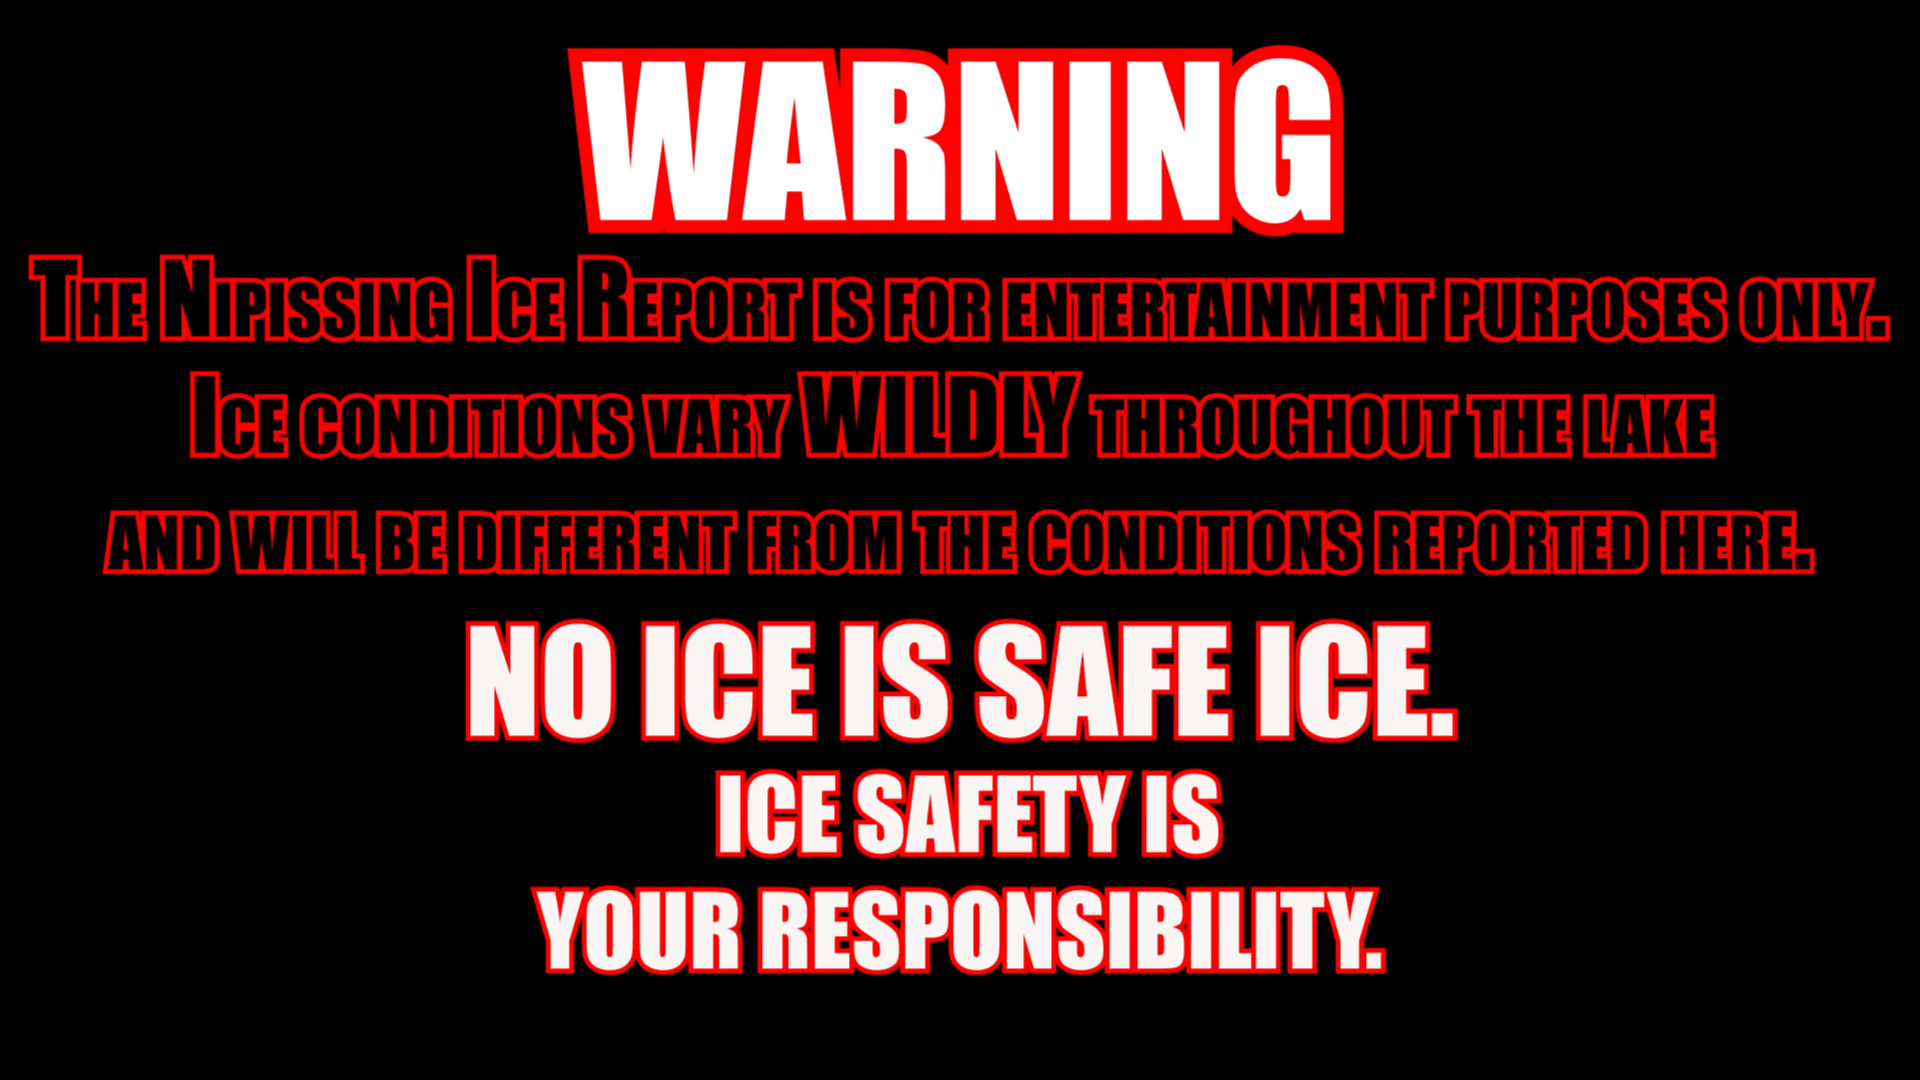 WARNING
The Nipissing Ice Report is for entertainment purposes only.
Ice conditions vary WILDLY throughout the lake
and will be different from the conditions reported here.
NO ICE IS SAFE ICE.
ICE SAFETY IS
YOUR RESPONSIBILITY.